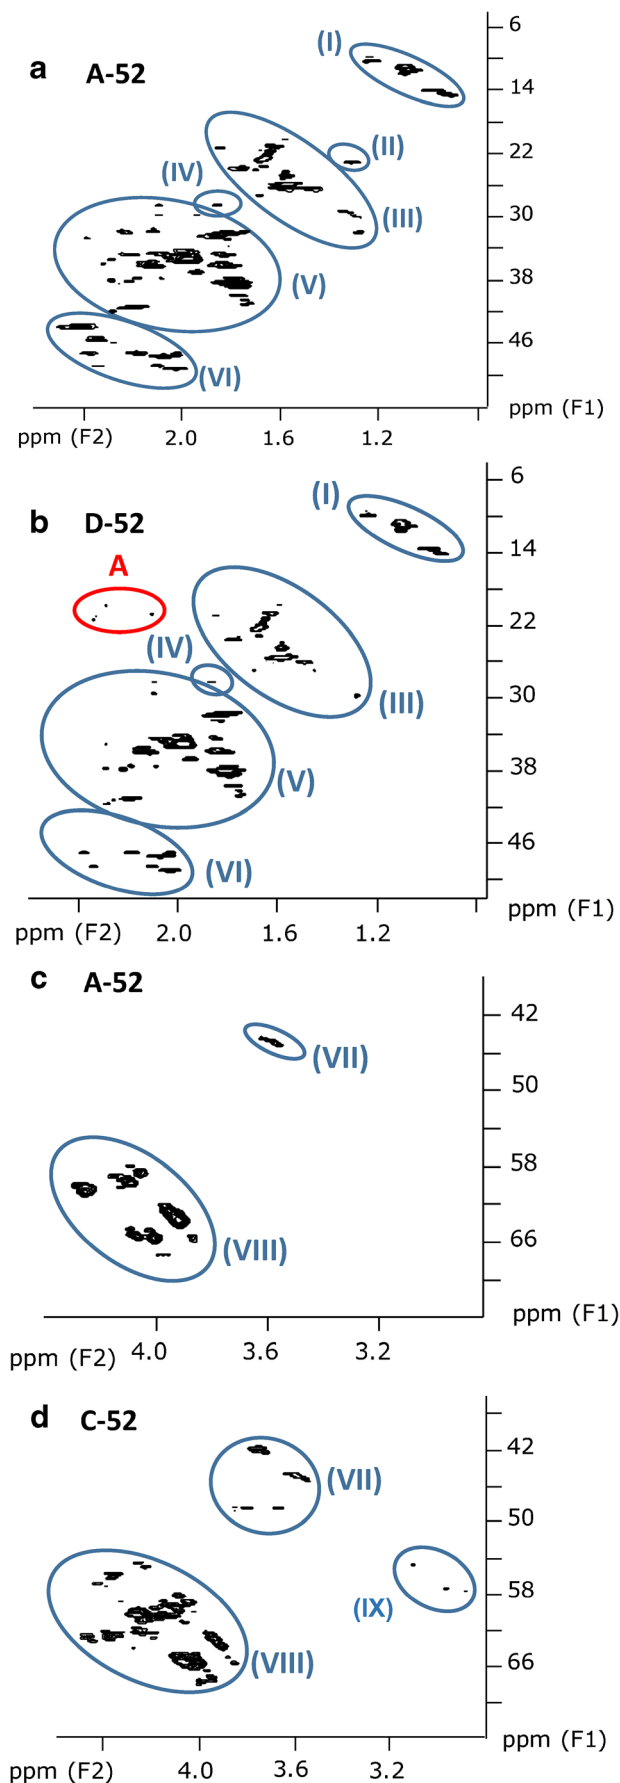 a A-52
(I)
6
14
22
30
38
46
(II)
(IV)
(III)
(V)
(VI)
ppm (F1)
ppm (F2) 2.0 1.6 1.2
b D-52
(I)
6
14
22
30
38
46
A
(IV)
(III)
(V)
(VI)
ppm (F1)
ppm (F2) 2.0 1.6 1.2
c A-52
42
50
58
66
(VII)
(VIII)
ppm (F1)
ppm (F2) 4.0 3.6 3.2
d C-52
42
50
58
66
(VII)
(IX)
(VIII)
ppm (F1)
ppm (F2) 4.0 3.6 3.2